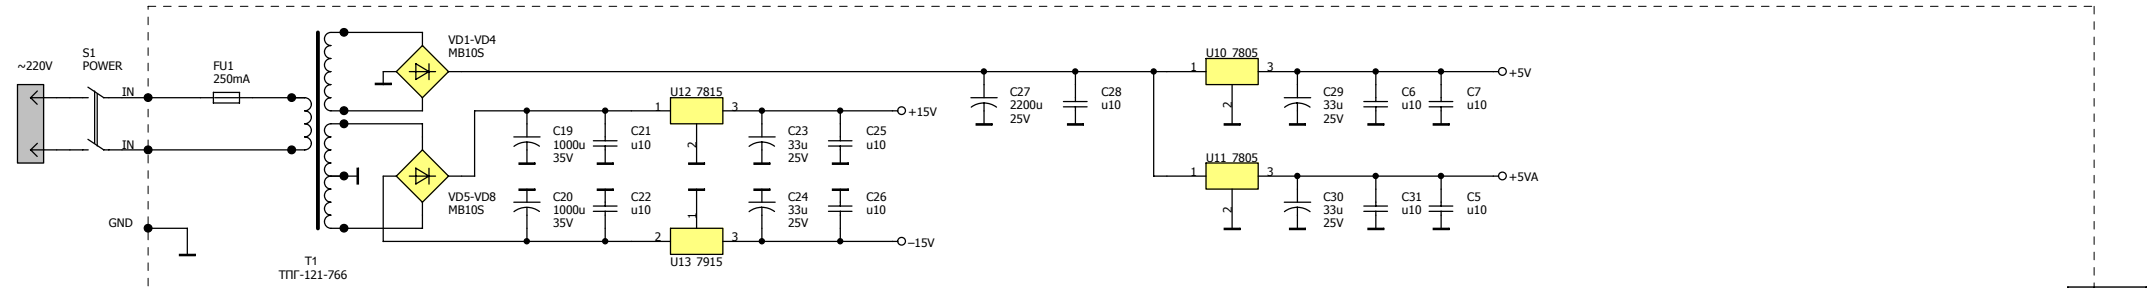 ~220V
S1
POWER
IN
IN
GND
FU1
250mA
T1
ТПГ-121-766
VD1-VD4
MB10S
VD5-VD8
MB10S
C19
1000u
35V
C21
u10
C20
1000u
35V
C22
u10
U12 7815
1
3
2
U13 7915
2
3
1
C23
33u
25V
C25
u10
C24
33u
25V
C26
u10
+15V
−15V
C27
2200u
25V
C28
u10
U10 7805
1
3
2
C29
33u
25V
C6
u10
C7
u10
+5V
U11 7805
1
3
2
C30
33u
25V
C31
u10
C5
u10
+5VA